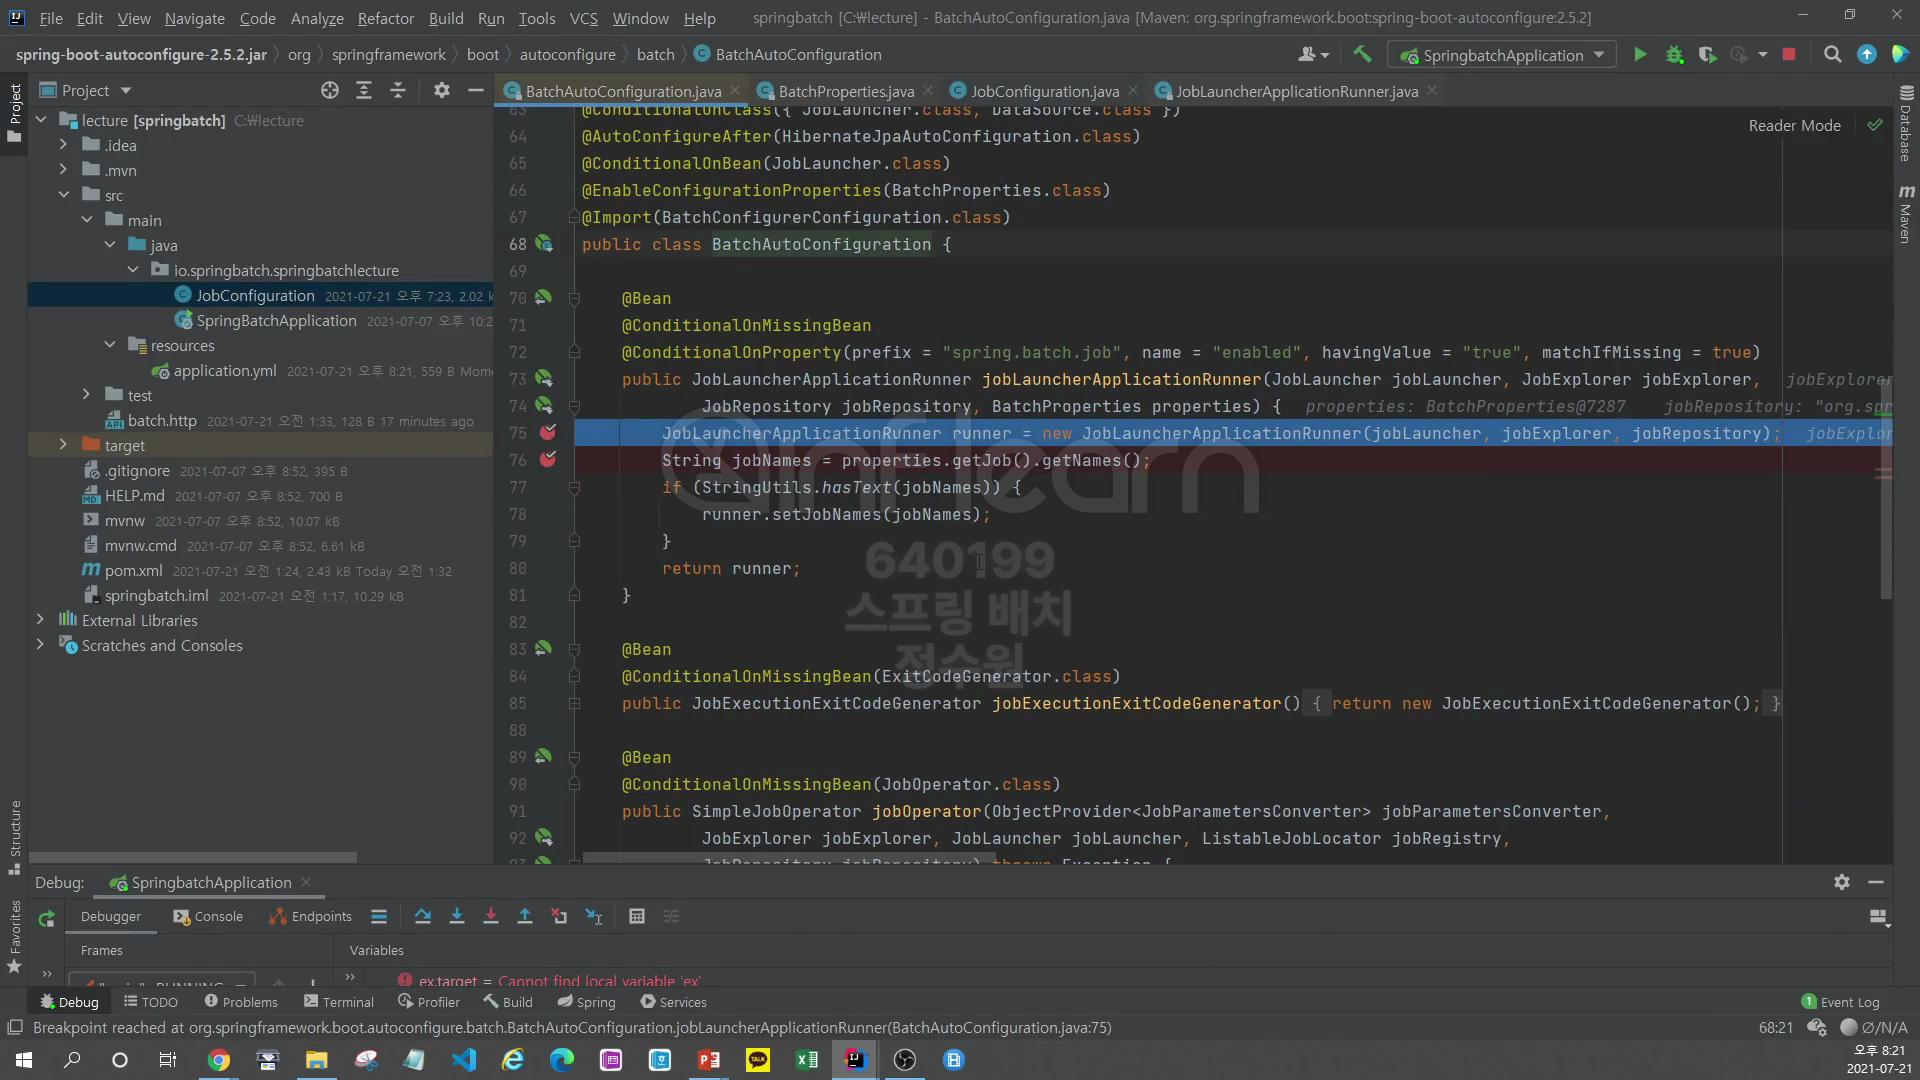 File Edit View Navigate Code Analyze Refactor Build Run Tools VCS Window Help springbatch [C:₩lecture] - BatchAutoConfiguration.java [Maven: org.springframework.boot:spring-boot-autoconfigure:2.5.2]
spring-boot-autoconfigure-2.5.2.jar org springframework boot autoconfigure batch BatchAutoConfiguration SpringbatchApplication
Project BatchAutoConfiguration.java BatchProperties.java JobConfiguration.java JobLauncherApplicationRunner.java
Project
Structure
Favorites
Database
Maven
Reader Mode
lecture [springbatch] C:₩lecture
.idea
.mvn
src
main
java
io.springbatch.springbatchlecture
JobConfiguration 2021-07-21 오후 7:23, 2.02 k
SpringBatchApplication 2021-07-07 오후 10:2
resources
application.yml 2021-07-21 오후 8:21, 559 B Mome
test
batch.http 2021-07-21 오전 1:33, 128 B 17 minutes ago
target
.gitignore 2021-07-07 오후 8:52, 395 B
HELP.md 2021-07-07 오후 8:52, 700 B
mvnw 2021-07-07 오후 8:52, 10.07 kB
mvnw.cmd 2021-07-07 오후 8:52, 6.61 kB
pom.xml 2021-07-21 오전 1:24, 2.43 kB Today 오전 1:32
springbatch.iml 2021-07-21 오전 1:17, 10.29 kB
External Libraries
Scratches and Consoles
63 @ConditionalOnClass({ JobLauncher.class, DataSource.class })
64 @AutoConfigureAfter(HibernateJpaAutoConfiguration.class)
65 @ConditionalOnBean(JobLauncher.class)
66 @EnableConfigurationProperties(BatchProperties.class)
67 @Import(BatchConfigurerConfiguration.class)
68 public class BatchAutoConfiguration {
69
70 @Bean
71 @ConditionalOnMissingBean
72 @ConditionalOnProperty(prefix = "spring.batch.job", name = "enabled", havingValue = "true", matchIfMissing = true)
73 public JobLauncherApplicationRunner jobLauncherApplicationRunner(JobLauncher jobLauncher, JobExplorer jobExplorer, jobExplorer
74 JobRepository jobRepository, BatchProperties properties) { properties: BatchProperties@7287 jobRepository: "org.spr
75 JobLauncherApplicationRunner runner = new JobLauncherApplicationRunner(jobLauncher, jobExplorer, jobRepository); jobExplor
76 String jobNames = properties.getJob().getNames();
77 if (StringUtils.hasText(jobNames)) {
78 runner.setJobNames(jobNames);
79 }
80 return runner;
81 }
82
83 @Bean
84 @ConditionalOnMissingBean(ExitCodeGenerator.class)
85 public JobExecutionExitCodeGenerator jobExecutionExitCodeGenerator() { return new JobExecutionExitCodeGenerator(); }
88
89 @Bean
90 @ConditionalOnMissingBean(JobOperator.class)
91 public SimpleJobOperator jobOperator(ObjectProvider<JobParametersConverter> jobParametersConverter,
92 JobExplorer jobExplorer, JobLauncher jobLauncher, ListableJobLocator jobRegistry,
93 JobRepository jobRepository) throws Exception {
inflearn
640199
스프링 배치
정수원
Debug: SpringbatchApplication
Debugger Console Endpoints
Frames Variables
"main": RUNNING ex.target = Cannot find local variable 'ex'
Debug TODO Problems Terminal Profiler Build Spring Services 1 Event Log
Breakpoint reached at org.springframework.boot.autoconfigure.batch.BatchAutoConfiguration.jobLauncherApplicationRunner(BatchAutoConfiguration.java:75) 68:21 ∅/N/A
TALK
오후 8:21
2021-07-21